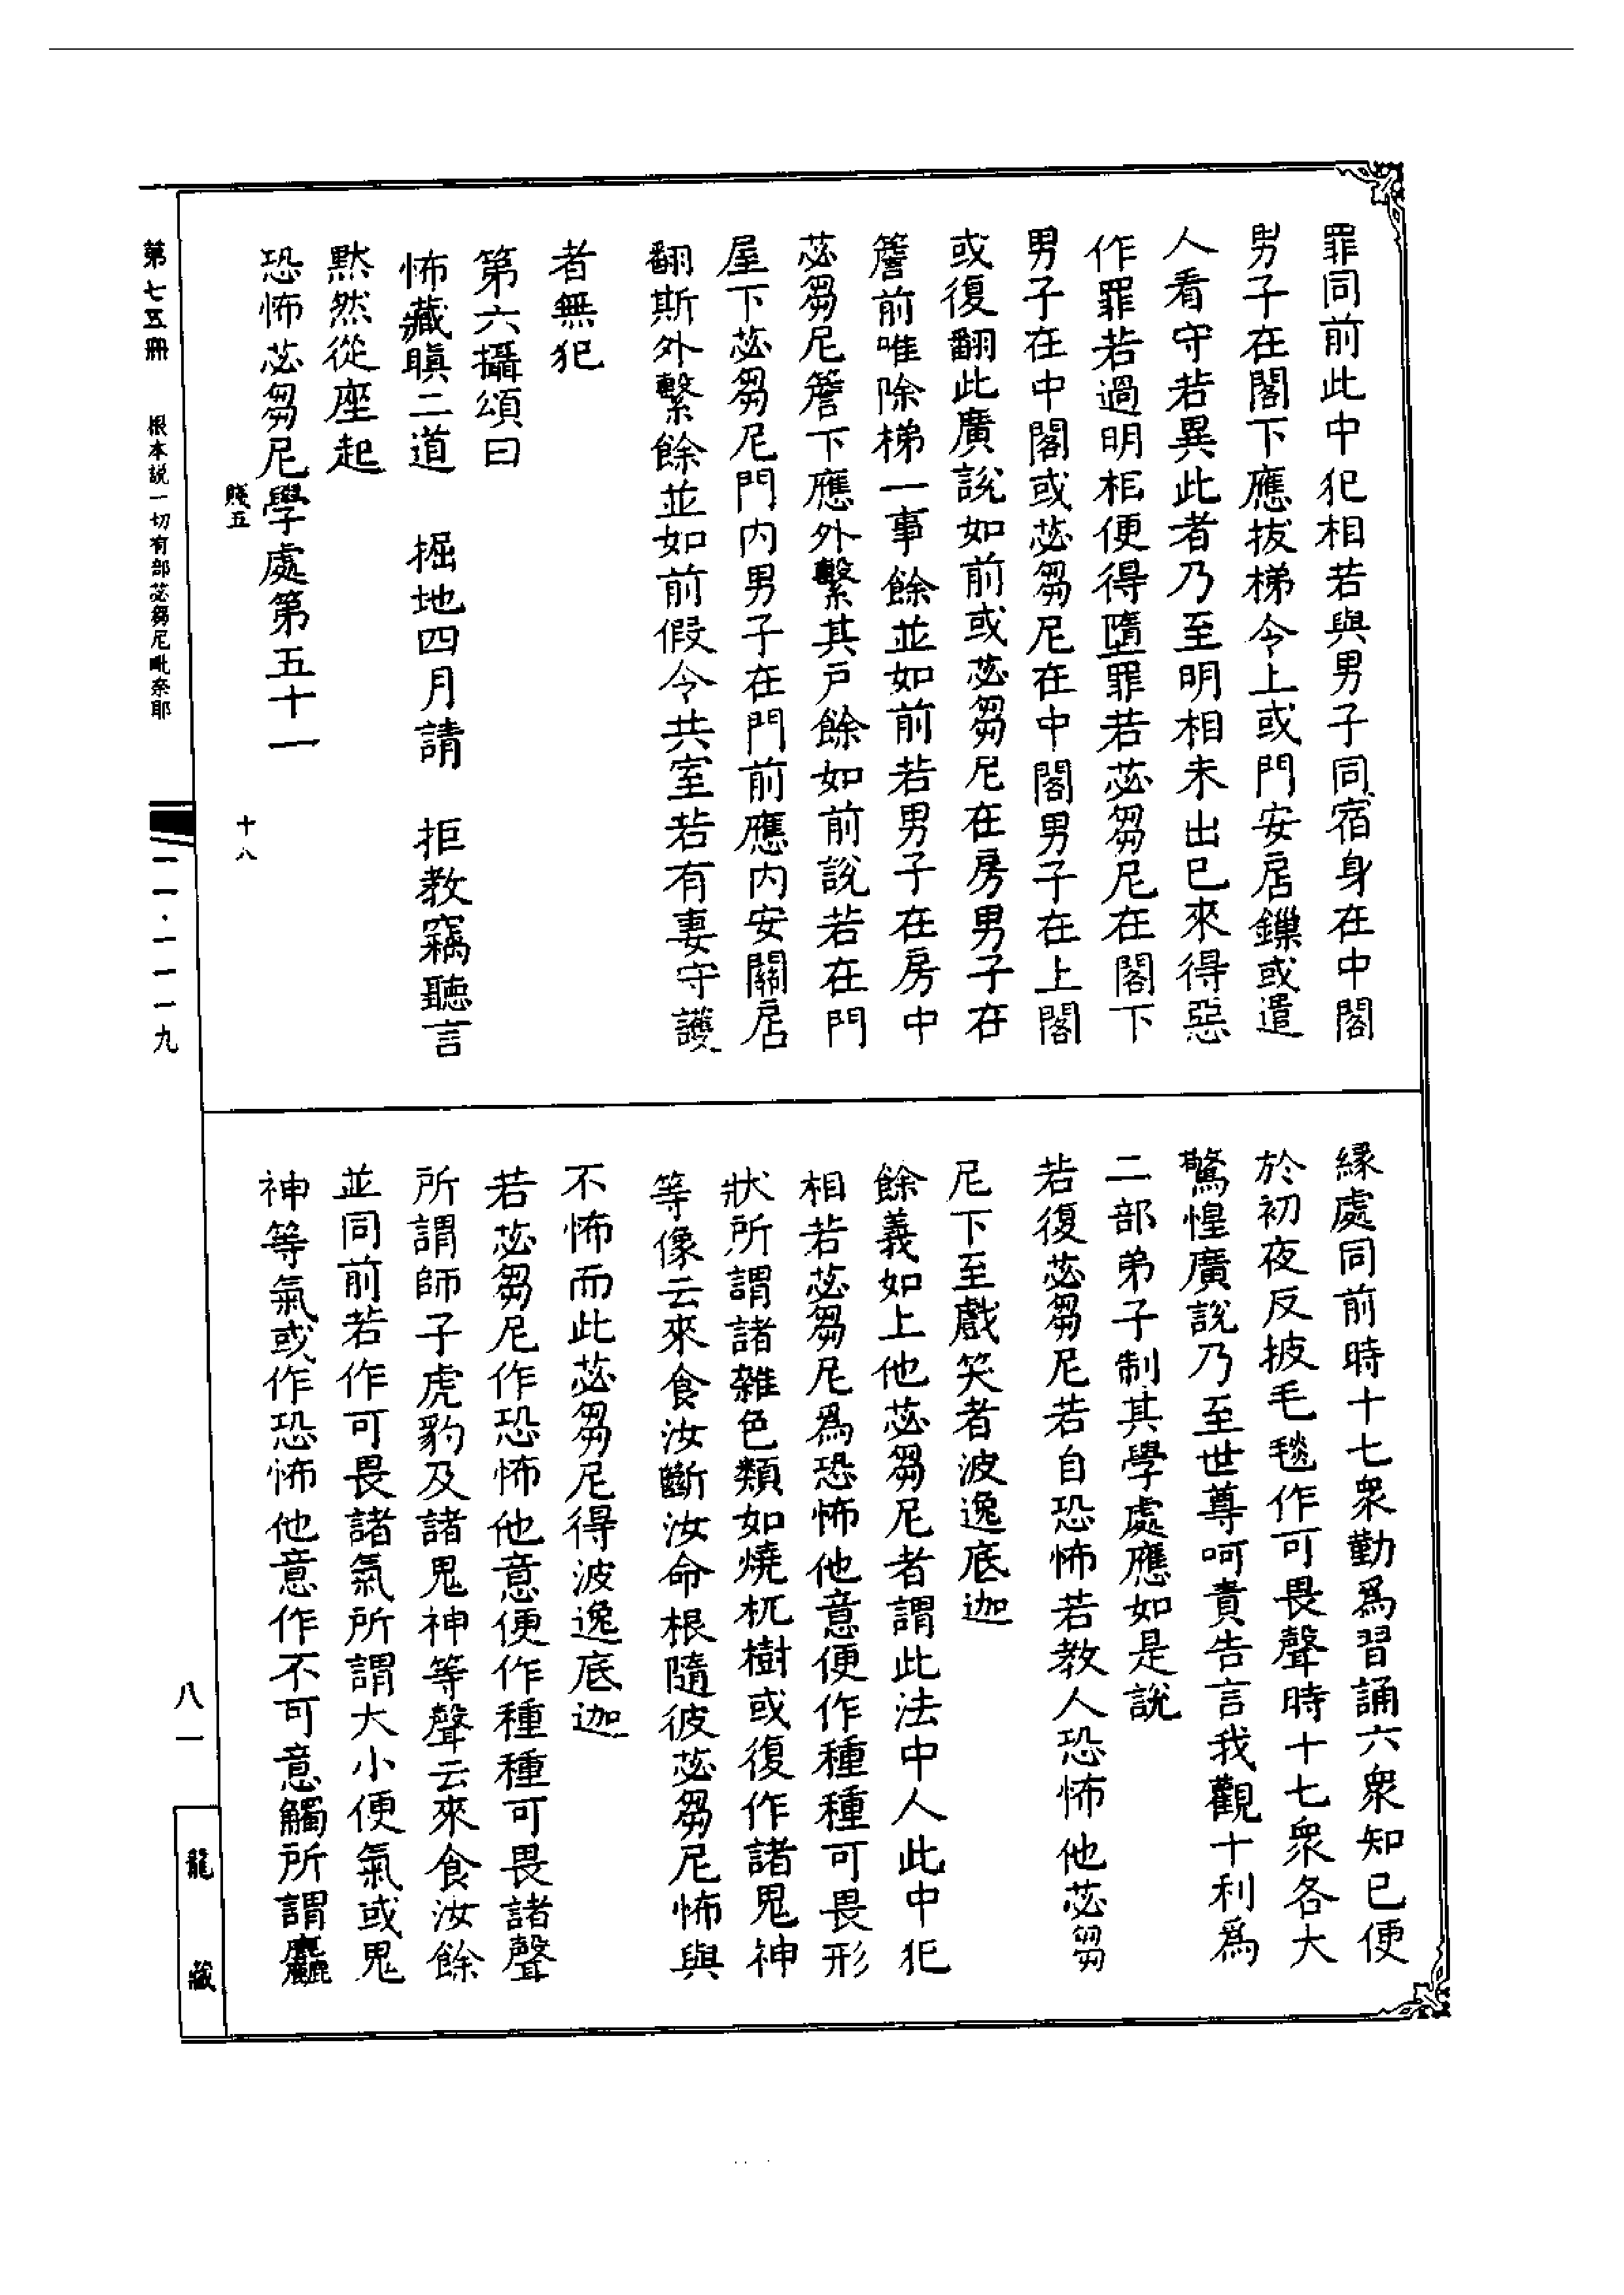 罪同前此中犯相若與男子同宿身在中閣
男子在閣下應拔梯令上或門安扂鏁或遣
人看守若異此者乃至明相未出已來得惡
作罪若過明相便得墮罪若苾芻尼在閣下
男子在中閣或苾芻尼在中閣男子在上閣
或復翻此廣說如前或苾芻尼在房男子在
簷前唯除梯一事餘並如前若男子在房中
苾芻尼簷下應外繫其戶餘如前說若在門
屋下苾芻尼門內男子在門前應內安關扂
翻斯外繫餘並如前假令共室若有妻守護
者無犯
第六攝頌曰
怖藏瞋二道 掘地四月請 拒教竊聽言
默然從座起
恐怖苾芻尼學處第五十一
賤五 十八
緣處同前時十七衆勤爲習誦六衆知已便
於初夜反披毛毯作可畏聲時十七衆各大
驚惶廣說乃至世尊呵責告言我觀十利爲
二部弟子制其學處應如是說
若復苾芻尼若自恐怖若教人恐怖他苾芻
尼下至戲笑者波逸底迦
餘義如上他苾芻尼者謂此法中人此中犯
相若苾芻尼爲恐怖他意便作種種可畏形
狀所謂諸雜色類如燒杌樹或復作諸鬼神
等像云來食汝斷汝命根隨彼苾芻尼怖與
不怖而此苾芻尼得波逸底迦
若苾芻尼作恐怖他意便作種種可畏諸聲
所謂師子虎豹及諸鬼神等聲云來食汝餘
並同前若作可畏諸氣所謂大小便氣或鬼
神等氣或作恐怖他意作不可意觸所謂麤
第七五冊 根本說一切有部苾芻尼毗奈耶
一一·一一一九
八一
龍藏